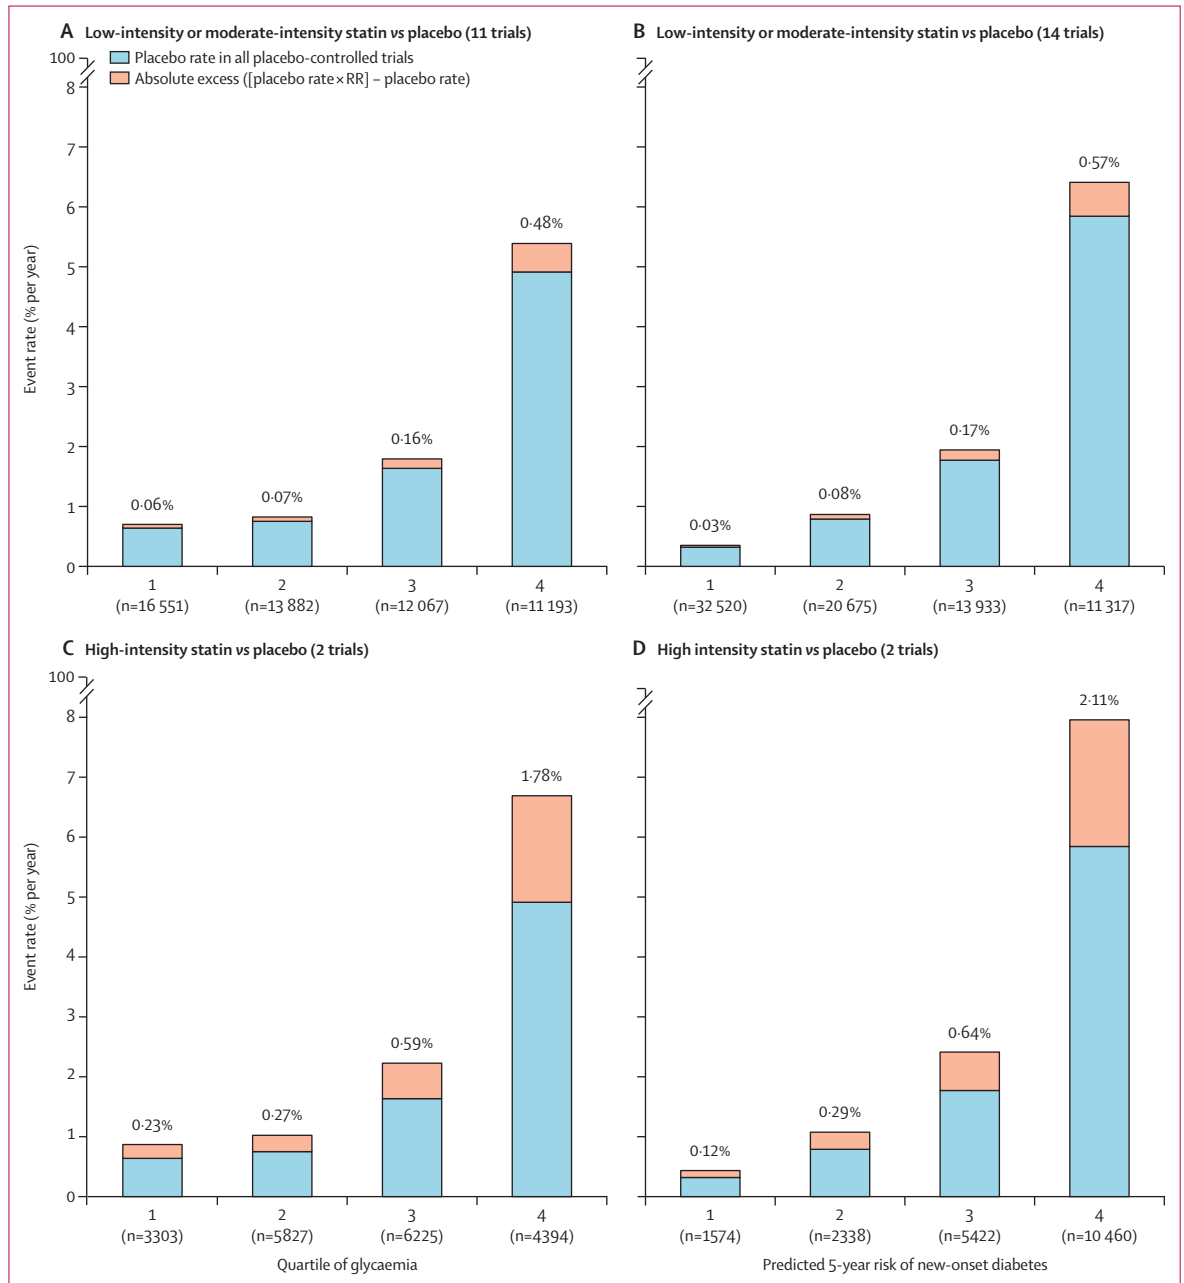 A Low-intensity or moderate-intensity statin vs placebo (11 trials)
Placebo rate in all placebo-controlled trials
Absolute excess ([placebo rate×RR] – placebo rate)
100
8
7
6
5
4
3
2
1
0
Event rate (% per year)
0·06%
0·07%
0·16%
0·48%
1
(n=16 551)
2
(n=13 882)
3
(n=12 067)
4
(n=11 193)
B Low-intensity or moderate-intensity statin vs placebo (14 trials)
0·03%
0·08%
0·17%
0·57%
1
(n=32 520)
2
(n=20 675)
3
(n=13 933)
4
(n=11 317)
C High-intensity statin vs placebo (2 trials)
100
8
7
6
5
4
3
2
1
0
Event rate (% per year)
0·23%
0·27%
0·59%
1·78%
1
(n=3303)
2
(n=5827)
3
(n=6225)
4
(n=4394)
Quartile of glycaemia
D High intensity statin vs placebo (2 trials)
0·12%
0·29%
0·64%
2·11%
1
(n=1574)
2
(n=2338)
3
(n=5422)
4
(n=10 460)
Predicted 5-year risk of new-onset diabetes